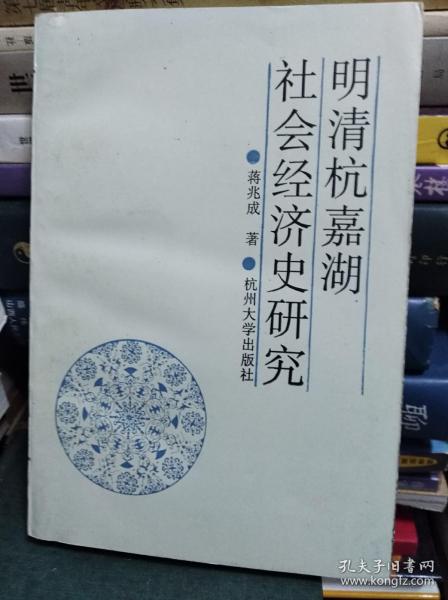 明清杭嘉湖
社会经济史研究
蒋兆成 著
杭州大学出版社
孔夫子旧书网
www.kongfz.com